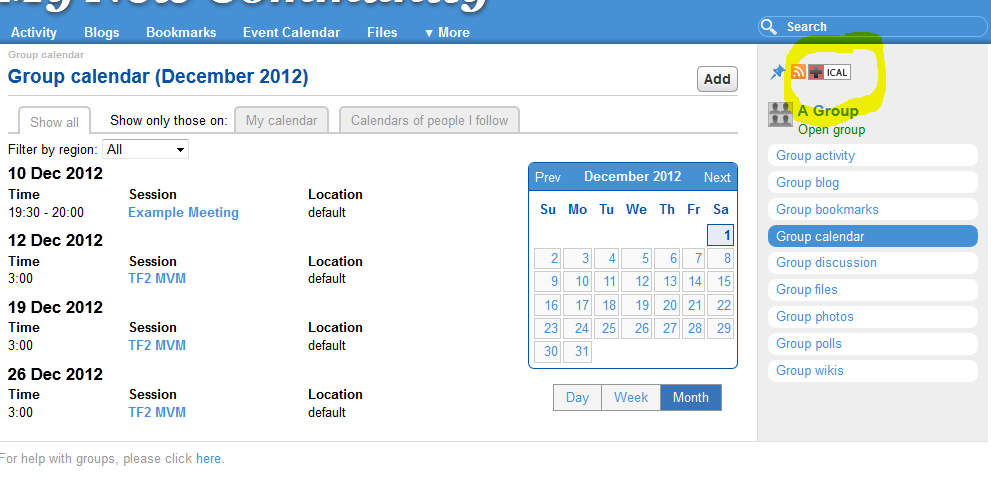 My New Community
Activity Blogs Bookmarks Event Calendar Files ▾ More Search
Group calendar
Group calendar (December 2012)
Add
ICAL
Show all Show only those on: My calendar Calendars of people I follow
Filter by region: All
10 Dec 2012
Time Session Location
19:30 - 20:00 Example Meeting default
12 Dec 2012
Time Session Location
3:00 TF2 MVM default
19 Dec 2012
Time Session Location
3:00 TF2 MVM default
26 Dec 2012
Time Session Location
3:00 TF2 MVM default
Prev December 2012 Next
Su Mo Tu We Th Fr Sa
1
2 3 4 5 6 7 8
9 10 11 12 13 14 15
16 17 18 19 20 21 22
23 24 25 26 27 28 29
30 31
Day Week Month
A Group
Open group
Group activity
Group blog
Group bookmarks
Group calendar
Group discussion
Group files
Group photos
Group polls
Group wikis
For help with groups, please click here.